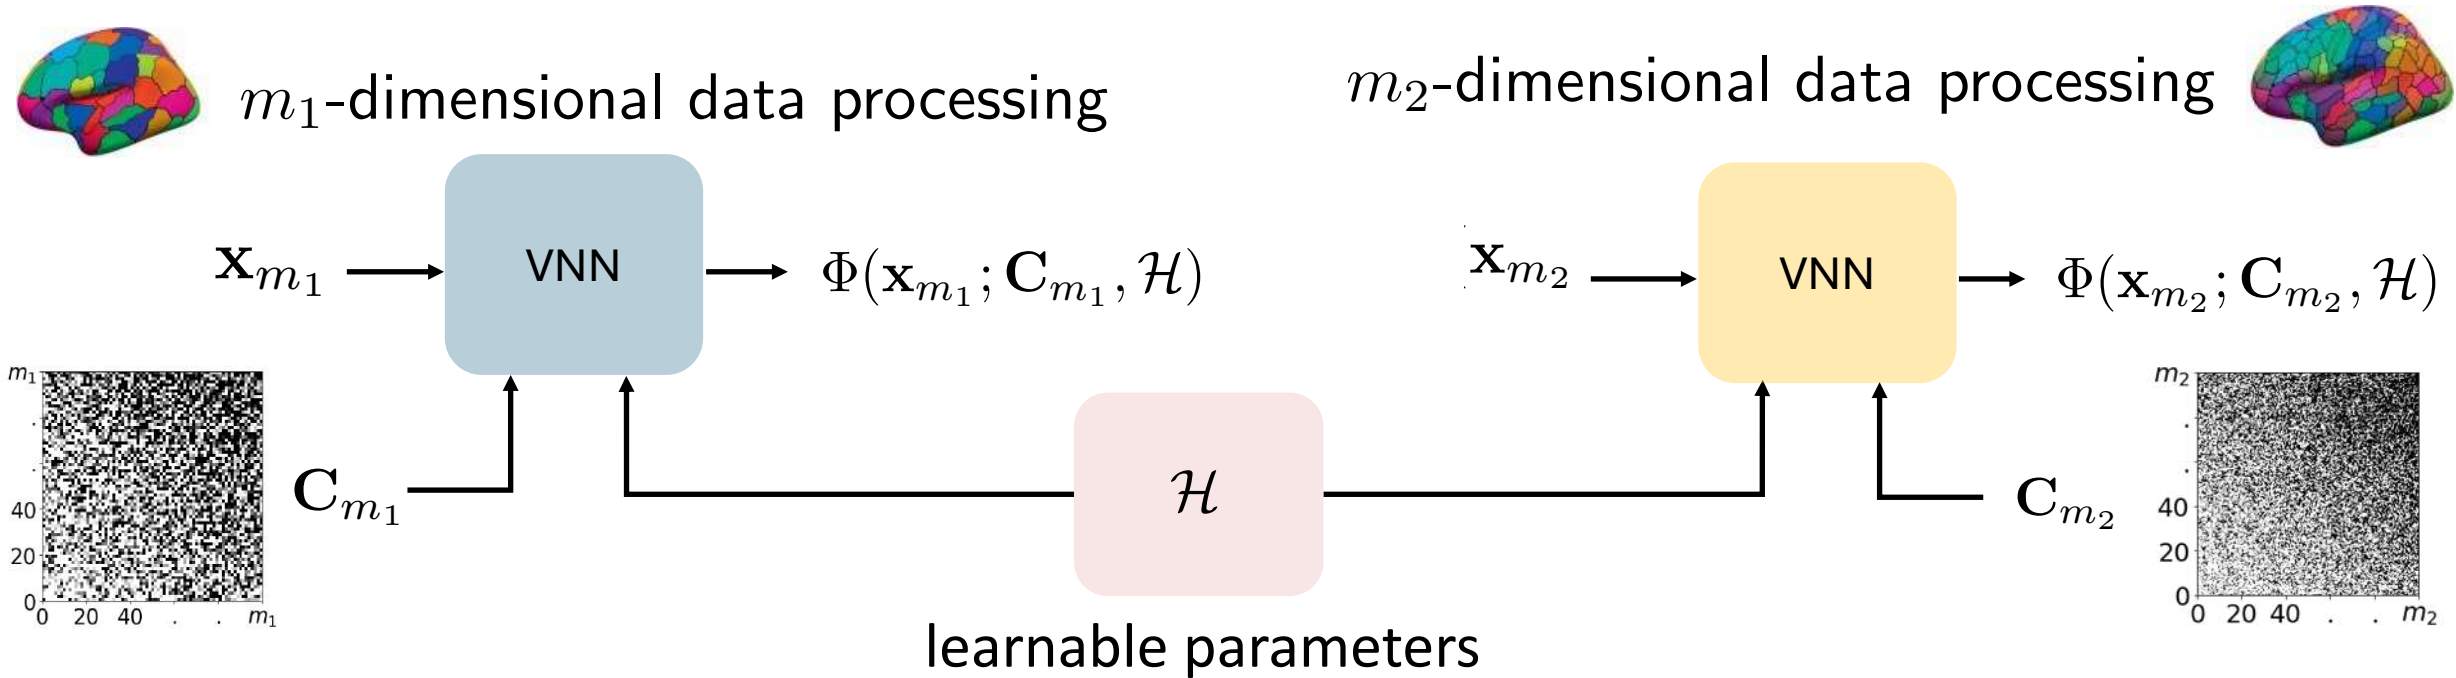 m₁-dimensional data processing
x_{m₁}
VNN
Φ(x_{m₁}; C_{m₁}, ℋ)
C_{m₁}
m₁
.
.
40
20
0
0 20 40 . . m₁
ℋ
learnable parameters
m₂-dimensional data processing
x_{m₂}
VNN
Φ(x_{m₂}; C_{m₂}, ℋ)
C_{m₂}
m₂
.
.
40
20
0
0 20 40 . . m₂